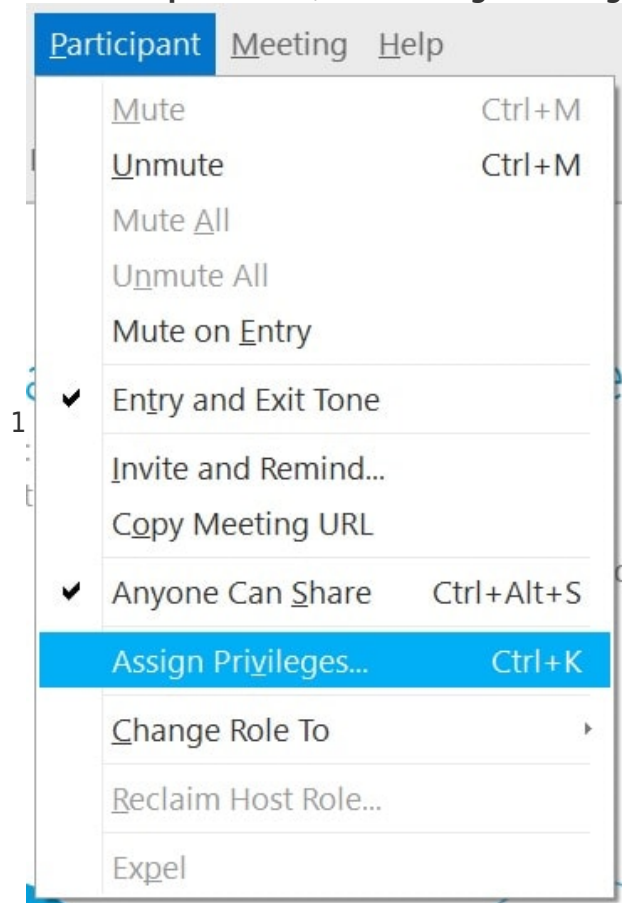 Participant Meeting Help
Mute Ctrl+M
Unmute Ctrl+M
Mute All
Unmute All
Mute on Entry
Entry and Exit Tone
1
Invite and Remind...
Copy Meeting URL
Anyone Can Share Ctrl+Alt+S
Assign Privileges... Ctrl+K
Change Role To
Reclaim Host Role...
Expel